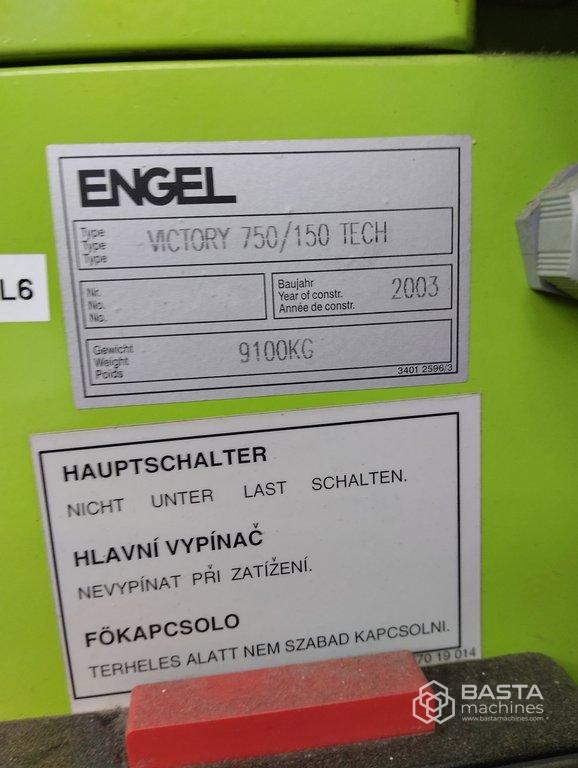 ENGEL
Type
Type
Type
VICTORY 750/150 TECH
L6
Nr.
No.
No.
Baujahr
Year of constr.
Année de constr.
2003
Gewicht
Weight
Poids
9100KG
3401 2596/3
HAUPTSCHALTER
NICHT UNTER LAST SCHALTEN.
HLAVNÍ VYPÍNAČ
NEVYPÍNAT PŘI ZATÍŽENÍ.
FÖKAPCSOLO
TERHELES ALATT NEM SZABAD KAPCSOLNI.
70 19 014
BASTA
machines
www.bastamachines.com